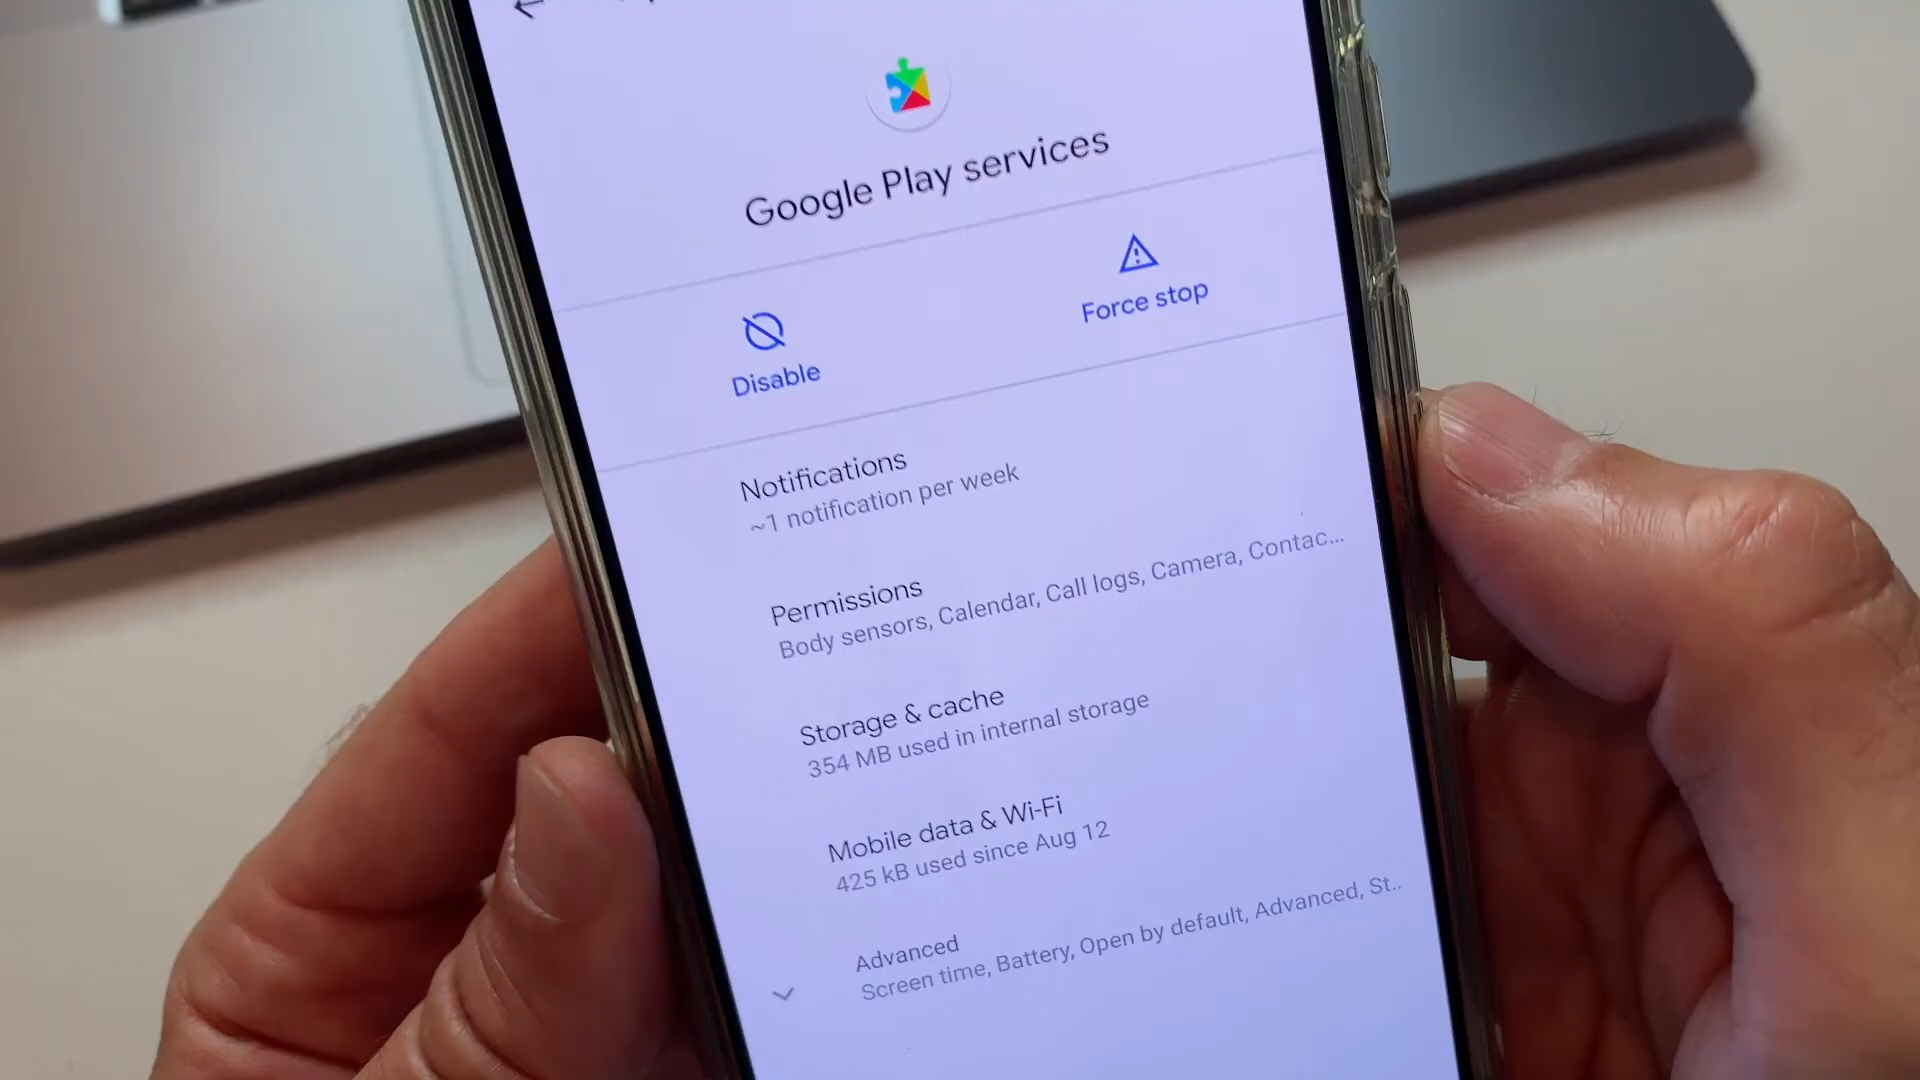 Google Play services
Disable
Force stop
Notifications
~1 notification per week
Permissions
Body sensors, Calendar, Call logs, Camera, Contac...
Storage & cache
354 MB used in internal storage
Mobile data & Wi-Fi
425 kB used since Aug 12
Advanced
Screen time, Battery, Open by default, Advanced, St..